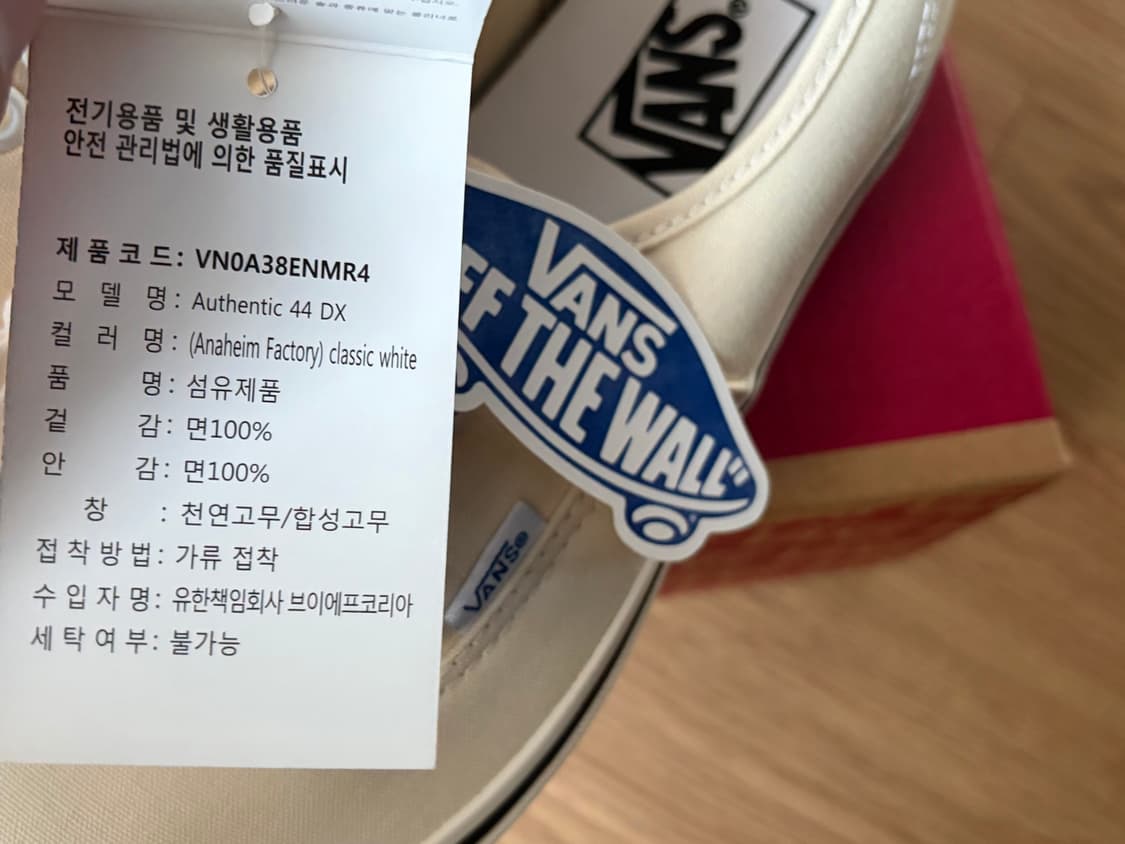 전기용품 및 생활용품
안전 관리법에 의한 품질표시
제 품 코 드 : VN0A38ENMR4
모 델 명 : Authentic 44 DX
컬 러 명 : (Anaheim Factory) classic white
품 명 : 섬유제품
겉 감 : 면100%
안 감 : 면100%
창 : 천연고무/합성고무
접 착 방 법 : 가류 접착
수 입 자 명 : 유한책임회사 브이에프코리아
세 탁 여 부 : 불가능
VANS®
VANS
FF THE WALL"
VANS®